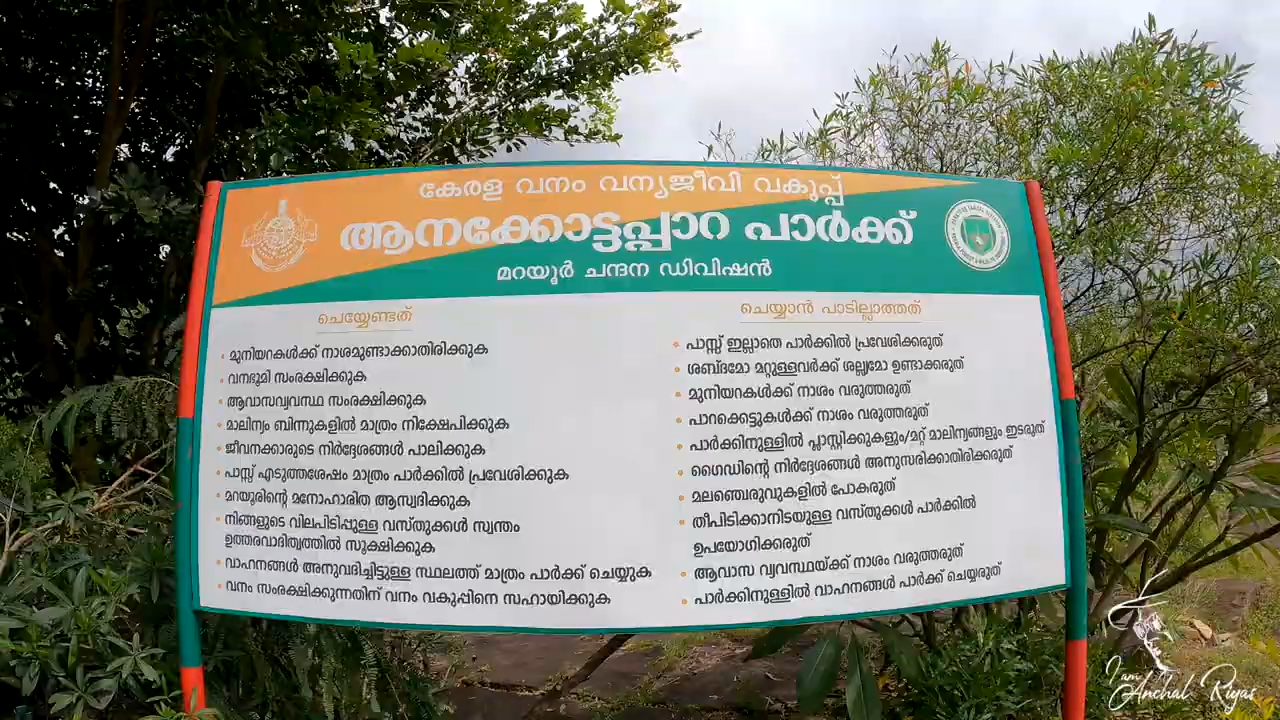 കേരള വനം വന്യജീവി വകുപ്പ്
ആനക്കോട്ടപ്പാറ പാർക്ക്
മറയൂർ ചന്ദന ഡിവിഷൻ
ചെയ്യേണ്ടത്
മുനിയറകൾക്ക് നാശമുണ്ടാക്കാതിരിക്കുക
വനഭൂമി സംരക്ഷിക്കുക
ആവാസവ്യവസ്ഥ സംരക്ഷിക്കുക
മാലിന്യം ബിന്നുകളിൽ മാത്രം നിക്ഷേപിക്കുക
ജീവനക്കാരുടെ നിർദ്ദേശങ്ങൾ പാലിക്കുക
പാസ്സ് എടുത്തശേഷം മാത്രം പാർക്കിൽ പ്രവേശിക്കുക
മറയൂരിന്റെ മനോഹാരിത ആസ്വദിക്കുക
നിങ്ങളുടെ വിലപിടിപ്പുള്ള വസ്തുക്കൾ സ്വന്തം
ഉത്തരവാദിത്വത്തിൽ സൂക്ഷിക്കുക
വാഹനങ്ങൾ അനുവദിച്ചിട്ടുള്ള സ്ഥലത്ത് മാത്രം പാർക്ക് ചെയ്യുക
വനം സംരക്ഷിക്കുന്നതിന് വനം വകുപ്പിനെ സഹായിക്കുക
ചെയ്യാൻ പാടില്ലാത്തത്
പാസ്സ് ഇല്ലാതെ പാർക്കിൽ പ്രവേശിക്കരുത്
ശബ്ദമോ മറ്റുള്ളവർക്ക് ശല്ല്യമോ ഉണ്ടാക്കരുത്
മുനിയറകൾക്ക് നാശം വരുത്തരുത്
പാറക്കെട്ടുകൾക്ക് നാശം വരുത്തരുത്
പാർക്കിനുള്ളിൽ പ്ലാസ്റ്റിക്കുകളും/മറ്റ് മാലിന്യങ്ങളും ഇടരുത്
ഗൈഡിന്റെ നിർദ്ദേശങ്ങൾ അനുസരിക്കാതിരിക്കരുത്
മലഞ്ചെരുവുകളിൽ പോകരുത്
തീപിടിക്കാനിടയുള്ള വസ്തുക്കൾ പാർക്കിൽ
ഉപയോഗിക്കരുത്
ആവാസ വ്യവസ്ഥയ്ക്ക് നാശം വരുത്തരുത്
പാർക്കിനുള്ളിൽ വാഹനങ്ങൾ പാർക്ക് ചെയ്യരുത്
I am
Anchal Riyas